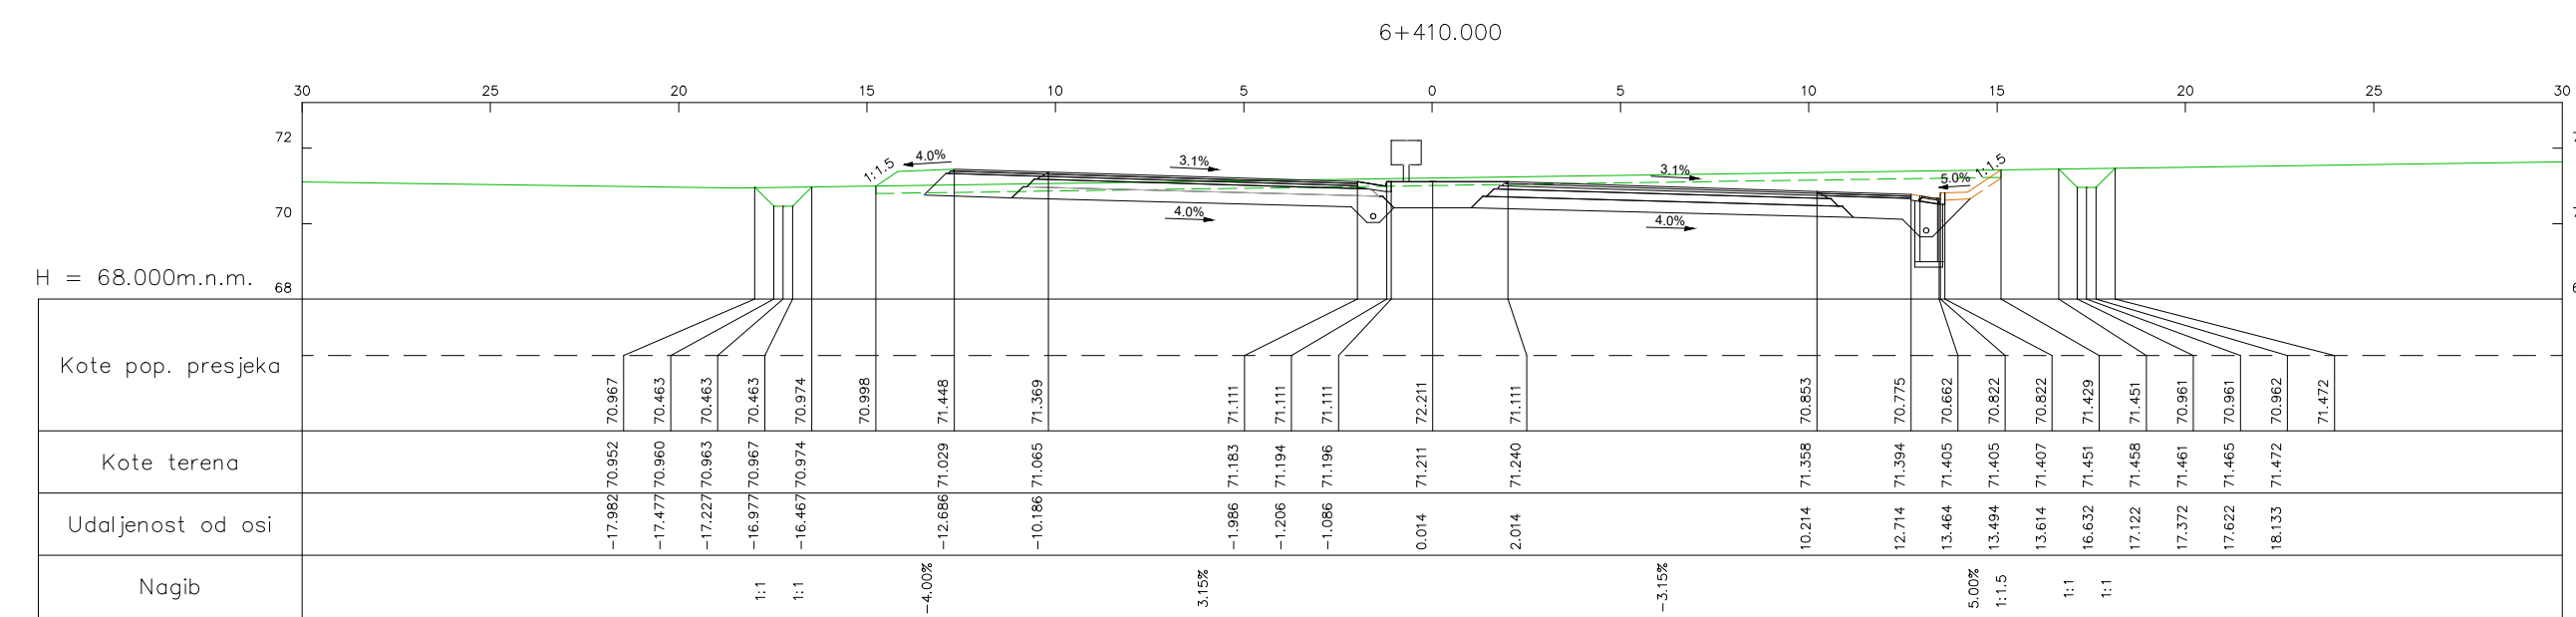 6+410.000
30 25 20 15 10 5 0 5 10 15 20 25 30
72
1:1.5 4.0% 3.1% 3.1% 5.0% 1:1.5
70
4.0% 4.0%
H = 68.000m.n.m.
68
Kote pop. presjeka 70.967 70.463 70.463 70.463 70.974 70.998 71.448 71.369 71.111 71.111 71.111 72.211 71.111 70.853 70.775 70.662 70.822 70.822 71.429 71.451 70.961 70.961 70.962 71.472
Kote terena 70.952 70.960 70.963 70.967 70.974 71.029 71.065 71.183 71.194 71.196 71.211 71.240 71.358 71.394 71.405 71.405 71.407 71.451 71.458 71.461 71.465 71.472
Udaljenost od osi -17.982 -17.477 -17.227 -16.977 -16.467 -12.686 -10.186 -1.986 -1.206 -1.086 0.014 2.014 10.214 12.714 13.464 13.494 13.614 16.632 17.122 17.372 17.622 18.133
Nagib 1:1 1:1 -4.00% 3.15% -3.15% 5.00% 1:1.5 1:1 1:1